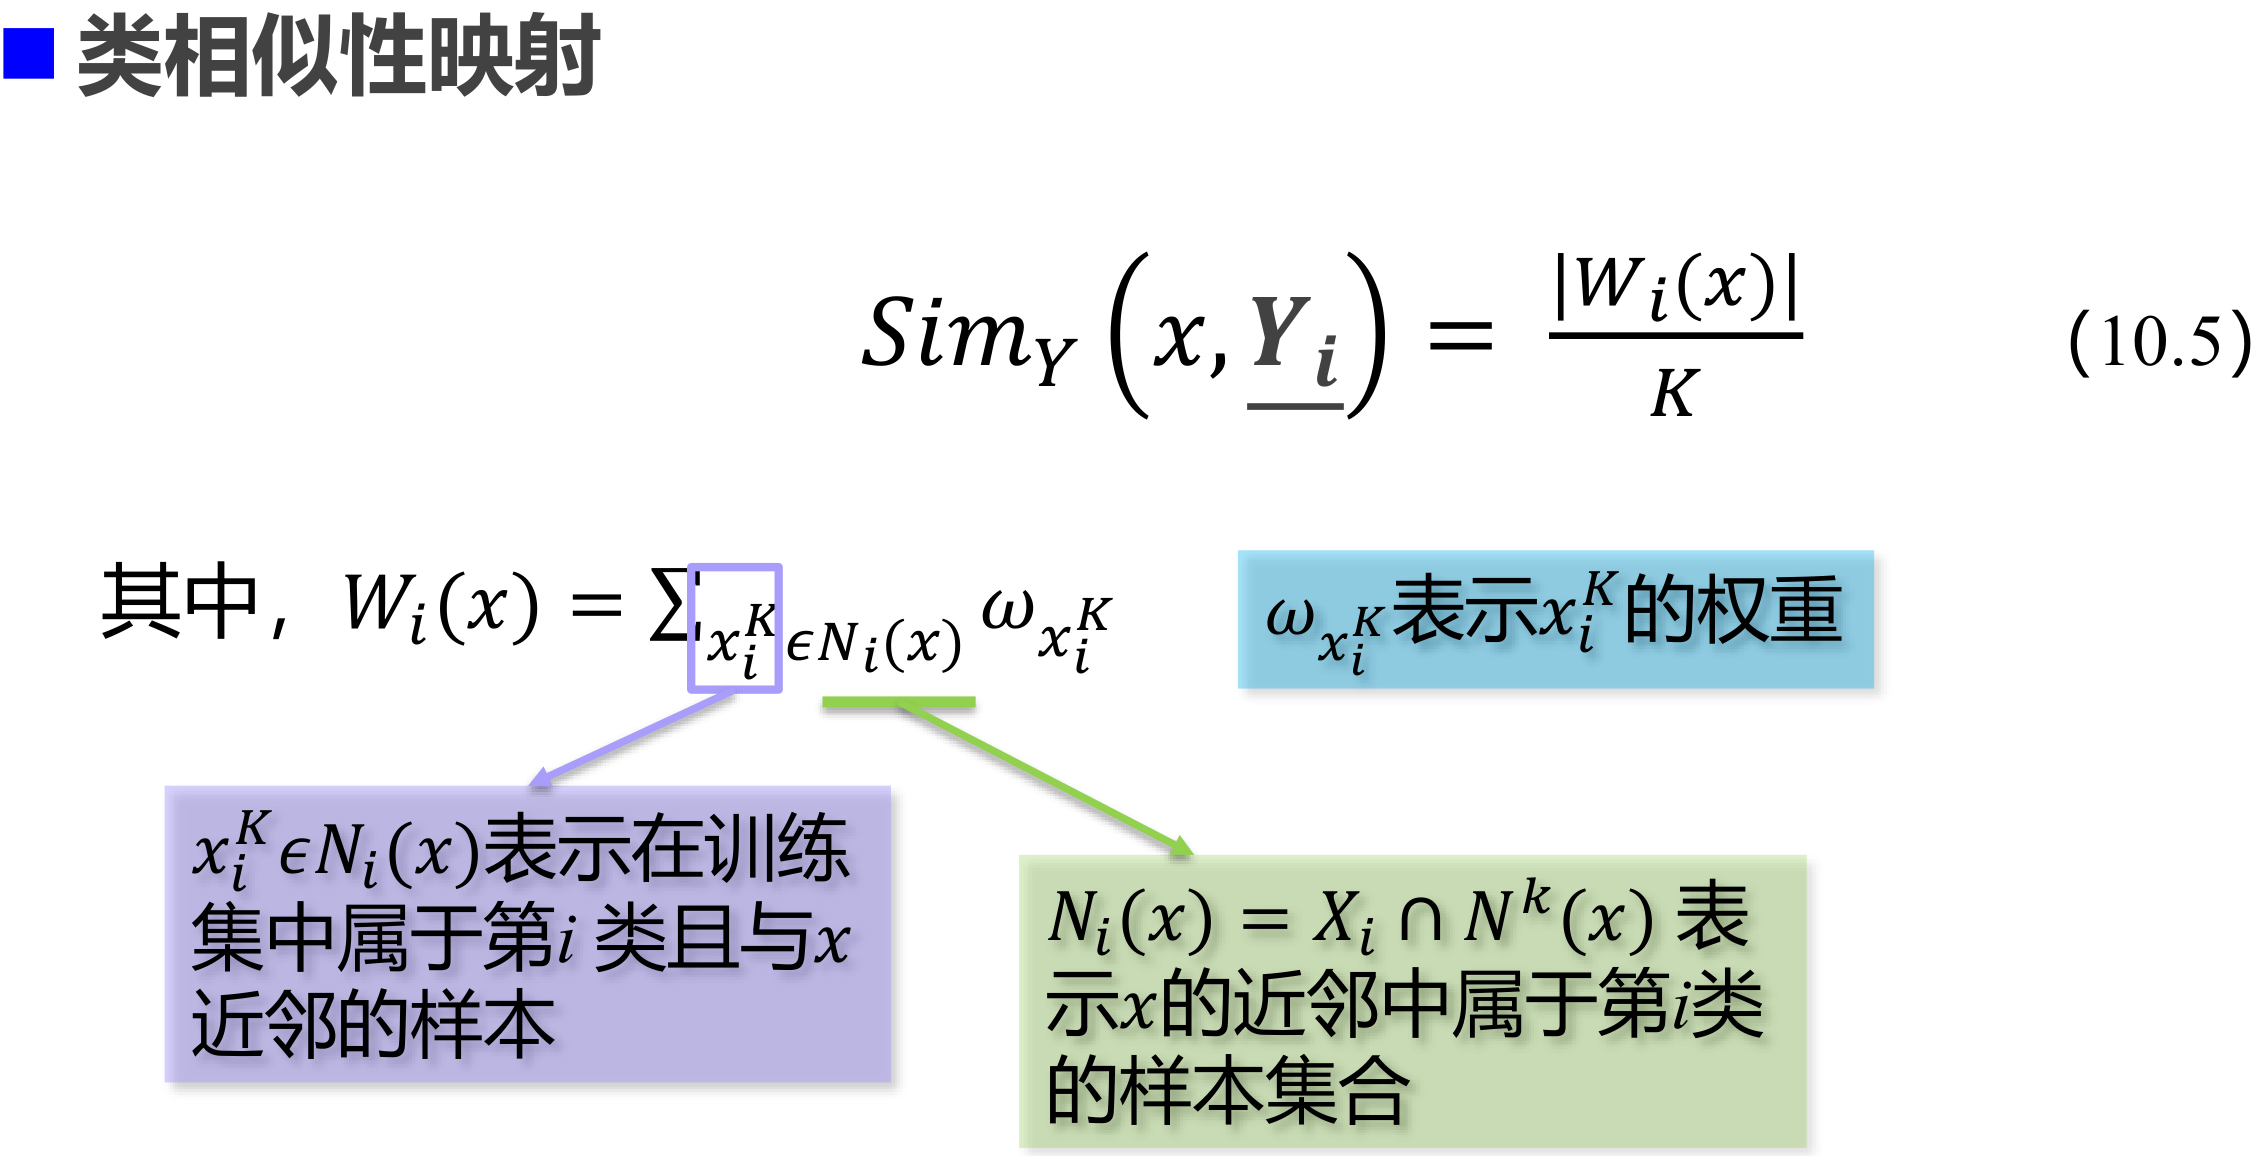 类相似性映射
$Sim_Y\left(x, \underline{\boldsymbol{Y_i}}\right) = \frac{|W_i(x)|}{K}$ (10.5)
其中，$W_i(x) = \sum_{x_i^K \epsilon N_i(x)} \omega_{x_i^K}$
$\omega_{x_i^K}$表示$x_i^K$的权重
$x_i^K \epsilon N_i(x)$表示在训练
集中属于第$i$ 类且与$x$
近邻的样本
$N_i(x) = X_i \cap N^k(x)$ 表
示$x$的近邻中属于第$i$类
的样本集合